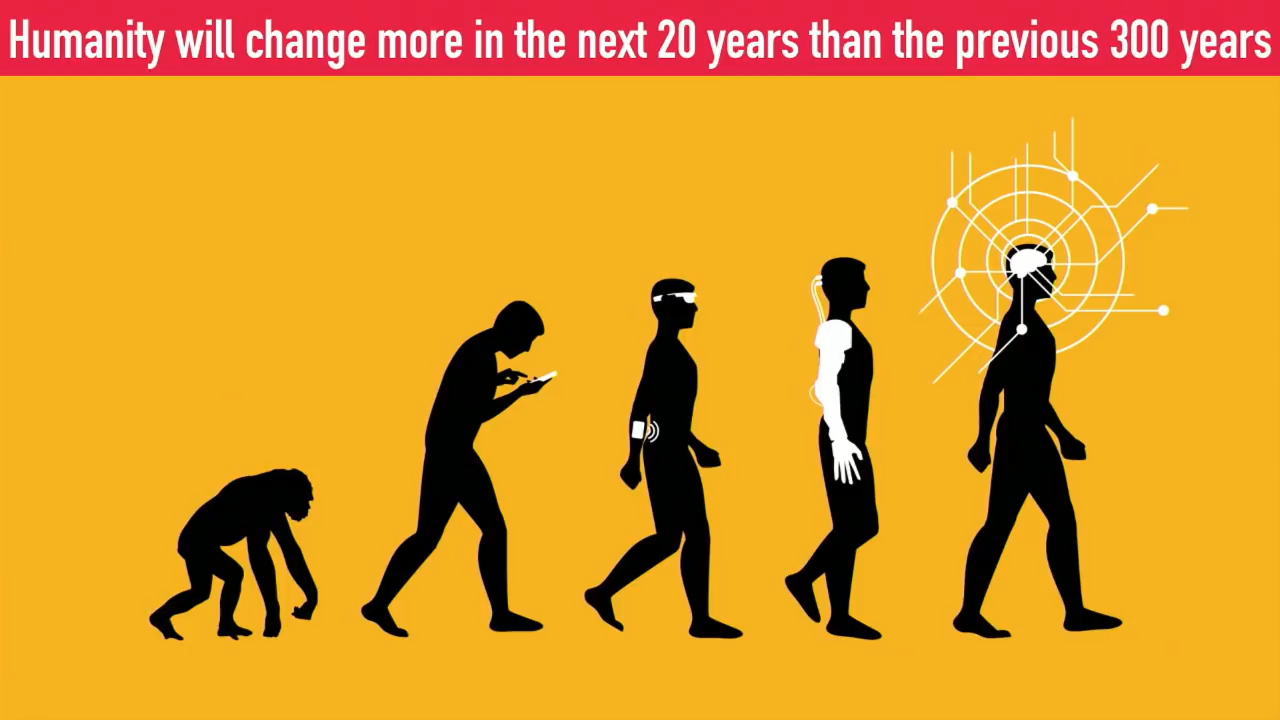 Humanity will change more in the next 20 years than the previous 300 years